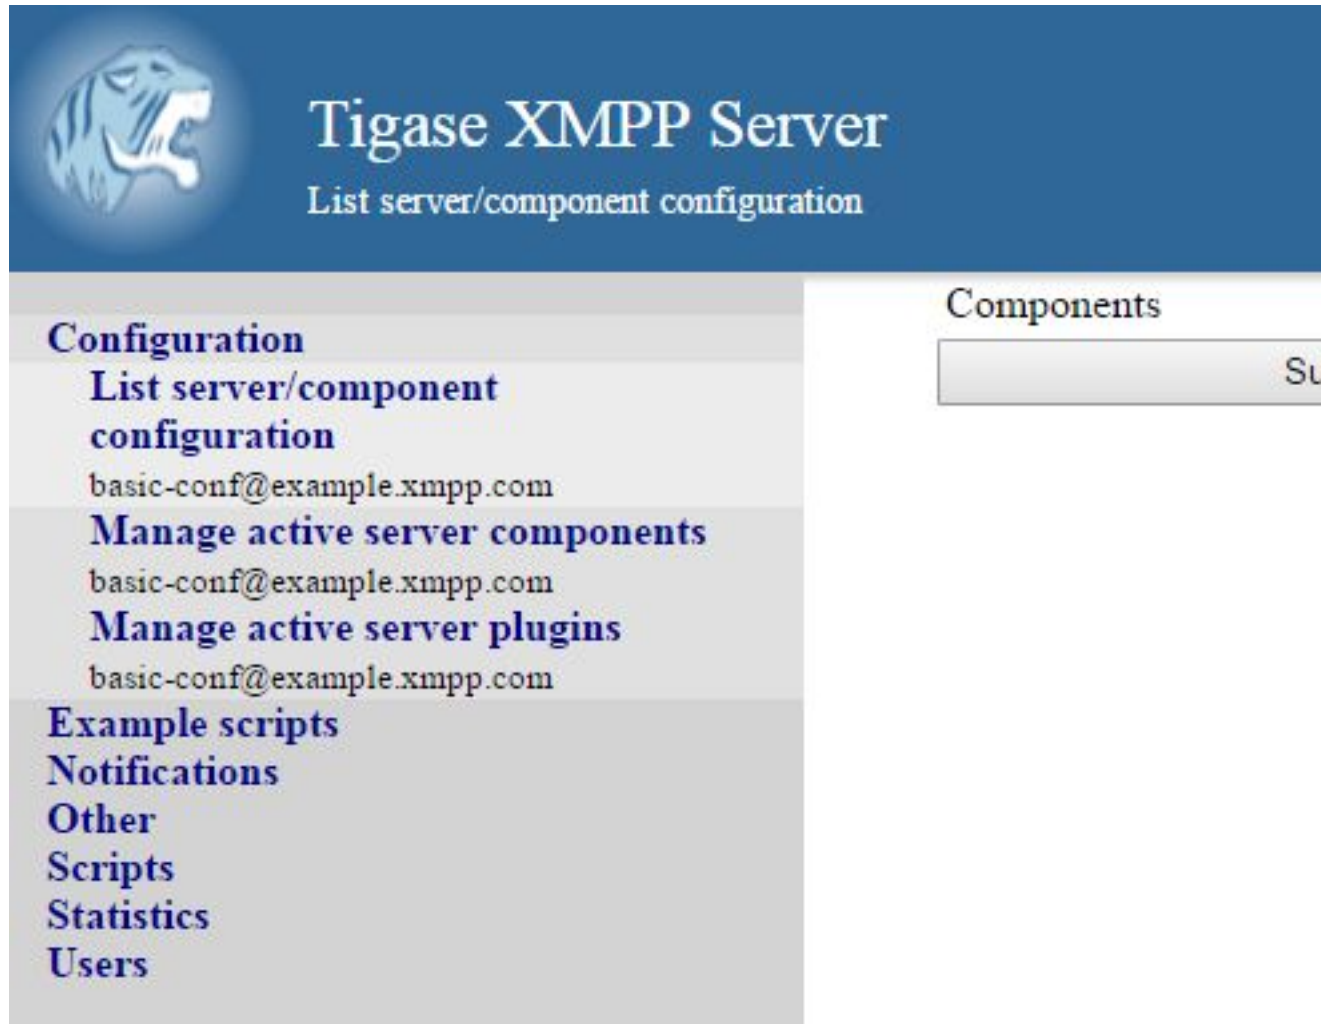 Tigase XMPP Server
List server/component configuration
Configuration
List server/component
configuration
basic-conf@example.xmpp.com
Manage active server components
basic-conf@example.xmpp.com
Manage active server plugins
basic-conf@example.xmpp.com
Example scripts
Notifications
Other
Scripts
Statistics
Users
Components
Su